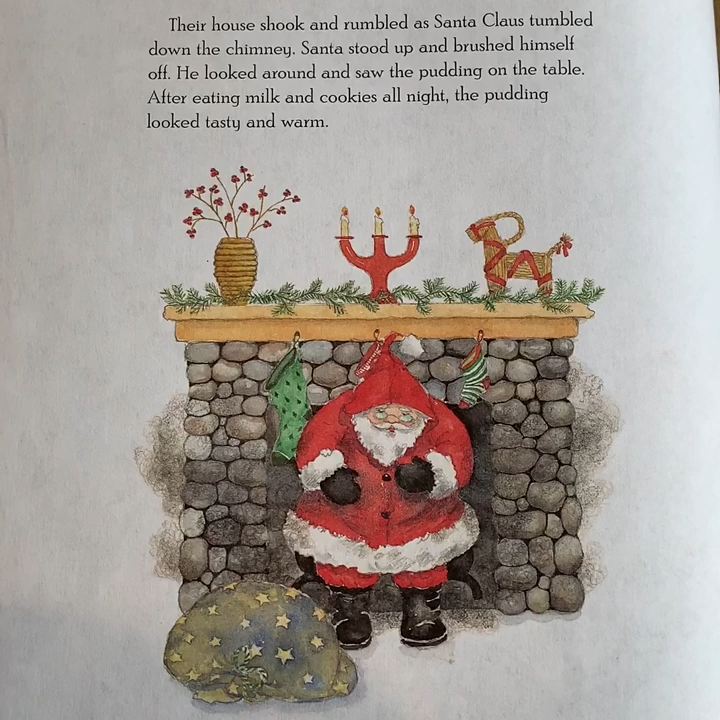 Their house shook and rumbled as Santa Claus tumbled
down the chimney. Santa stood up and brushed himself
off. He looked around and saw the pudding on the table.
After eating milk and cookies all night, the pudding
looked tasty and warm.